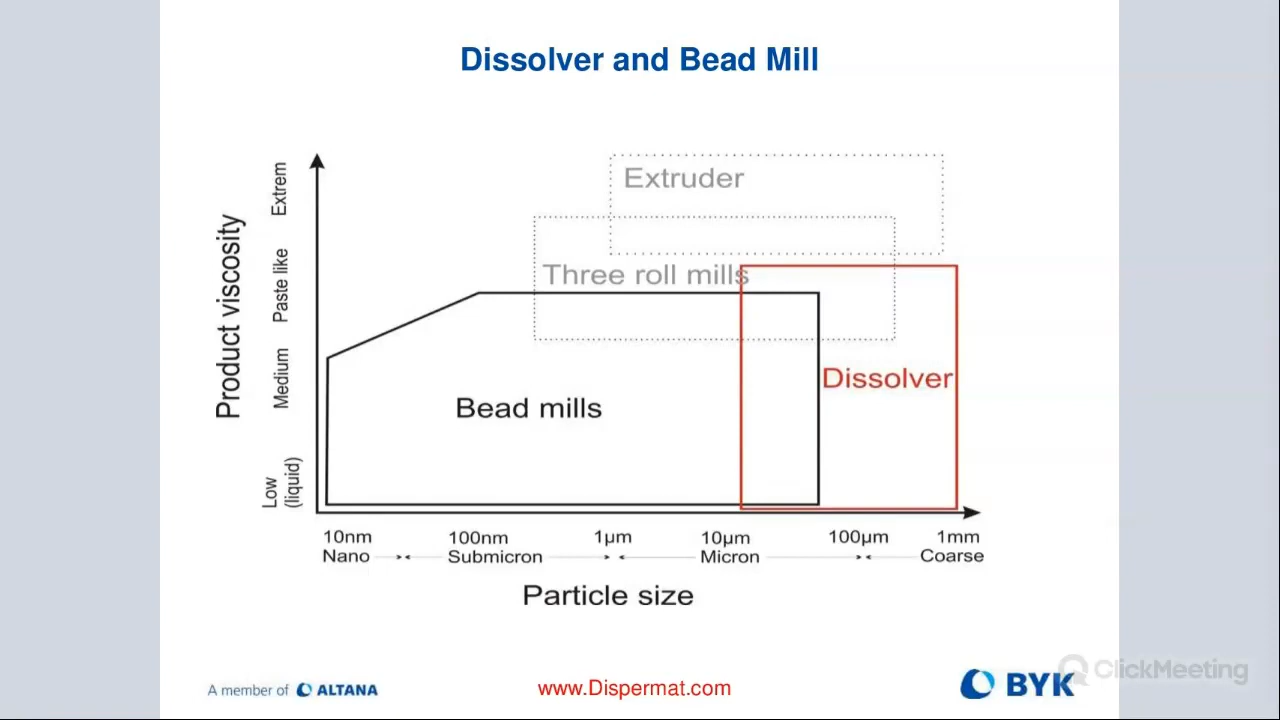 Dissolver and Bead Mill
Product viscosity
Extrem
Paste like
Medium
Low
(liquid)
Extruder
Three roll mills
Dissolver
Bead mills
10nm 100nm 1µm 10µm 100µm 1mm
Nano Submicron Micron Coarse
Particle size
A member of ALTANA
www.Dispermat.com
BYK
ClickMeeting